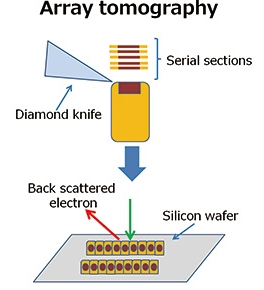 Array tomography
Serial sections
Diamond knife
Back scattered
electron
Silicon wafer